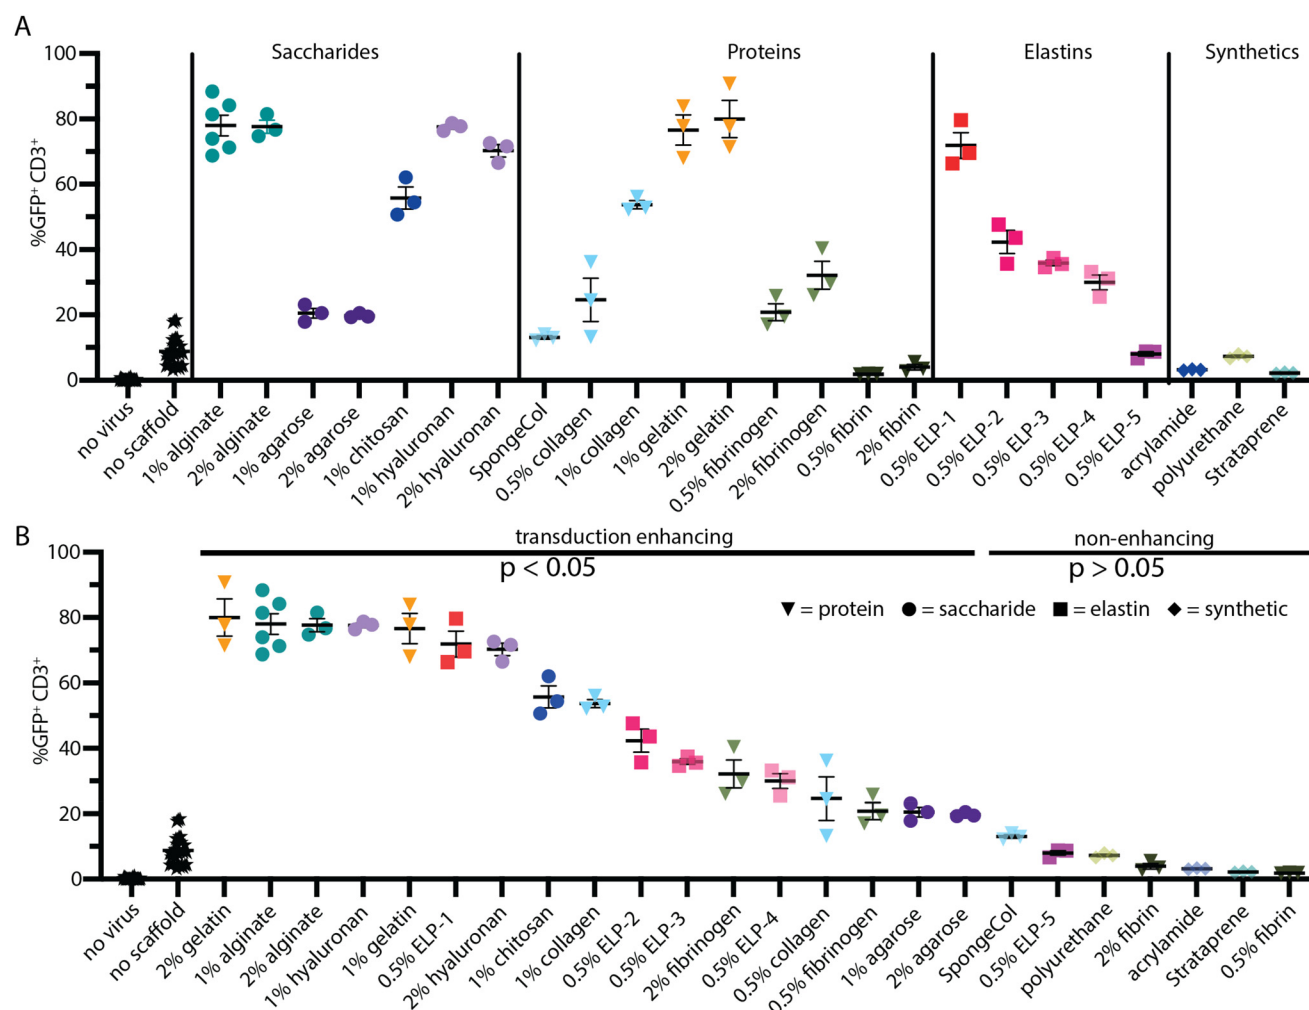 A
Saccharides
Proteins
Elastins
Synthetics
%GFP⁺ CD3⁺
100
80
60
40
20
0
no virus
no scaffold
1% alginate
2% alginate
1% agarose
2% agarose
1% chitosan
1% hyaluronan
2% hyaluronan
SpongeCol
0.5% collagen
1% collagen
1% gelatin
2% gelatin
0.5% fibrinogen
2% fibrinogen
0.5% fibrin
2% fibrin
0.5% ELP-1
0.5% ELP-2
0.5% ELP-3
0.5% ELP-4
0.5% ELP-5
acrylamide
polyurethane
Strataprene
B
transduction enhancing
non-enhancing
p < 0.05
p > 0.05
= protein
= saccharide
= elastin
= synthetic
%GFP⁺ CD3⁺
100
80
60
40
20
0
no virus
no scaffold
2% gelatin
1% alginate
2% alginate
1% hyaluronan
1% gelatin
0.5% ELP-1
2% hyaluronan
1% chitosan
1% collagen
0.5% ELP-2
0.5% ELP-3
2% fibrinogen
0.5% ELP-4
0.5% collagen
0.5% fibrinogen
1% agarose
2% agarose
SpongeCol
0.5% ELP-5
polyurethane
2% fibrin
acrylamide
Strataprene
0.5% fibrin